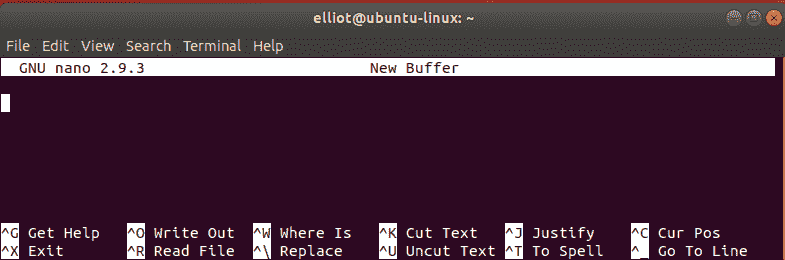 elliot@ubuntu-linux: ~
File Edit View Search Terminal Help
GNU nano 2.9.3 New Buffer
^G Get Help ^O Write Out ^W Where Is ^K Cut Text ^J Justify ^C Cur Pos
^X Exit ^R Read File ^\ Replace ^U Uncut Text ^T To Spell ^_ Go To Line